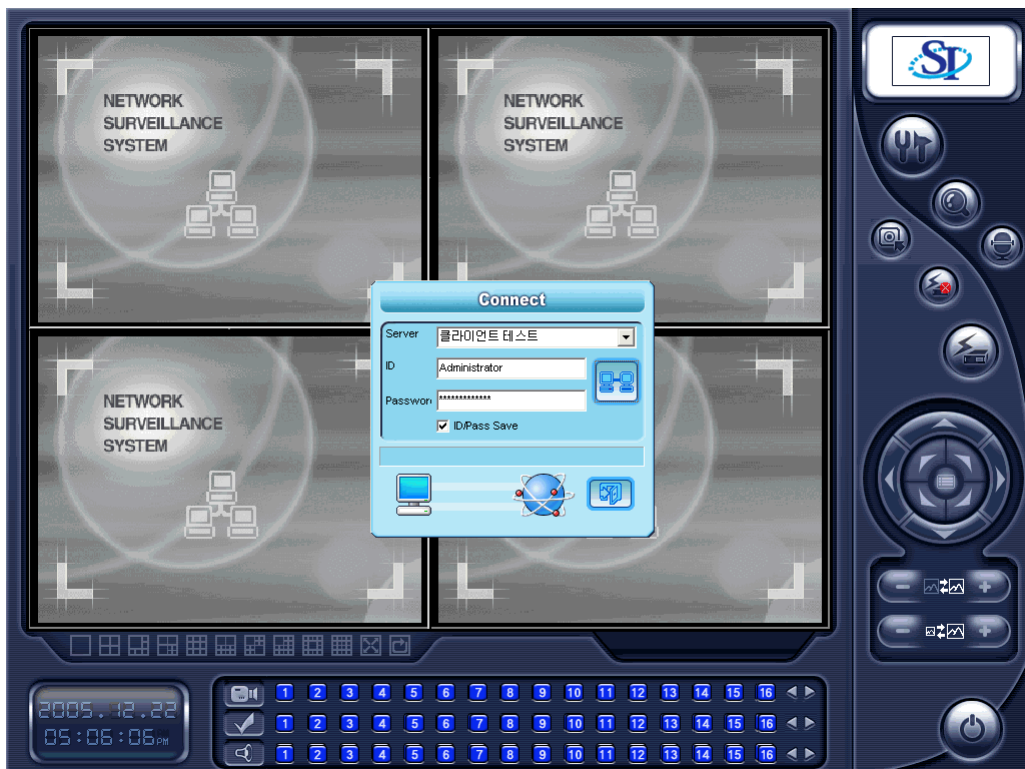 NETWORK
SURVEILLANCE
SYSTEM
NETWORK
SURVEILLANCE
SYSTEM
SI
Connect
Server
클라이언트 테스트
ID
Administrator
Passwor
*************
ID/Pass Save
NETWORK
SURVEILLANCE
SYSTEM
2005.12.22
05:06:06 PM
1 2 3 4 5 6 7 8 9 10 11 12 13 14 15 16
1 2 3 4 5 6 7 8 9 10 11 12 13 14 15 16
1 2 3 4 5 6 7 8 9 10 11 12 13 14 15 16